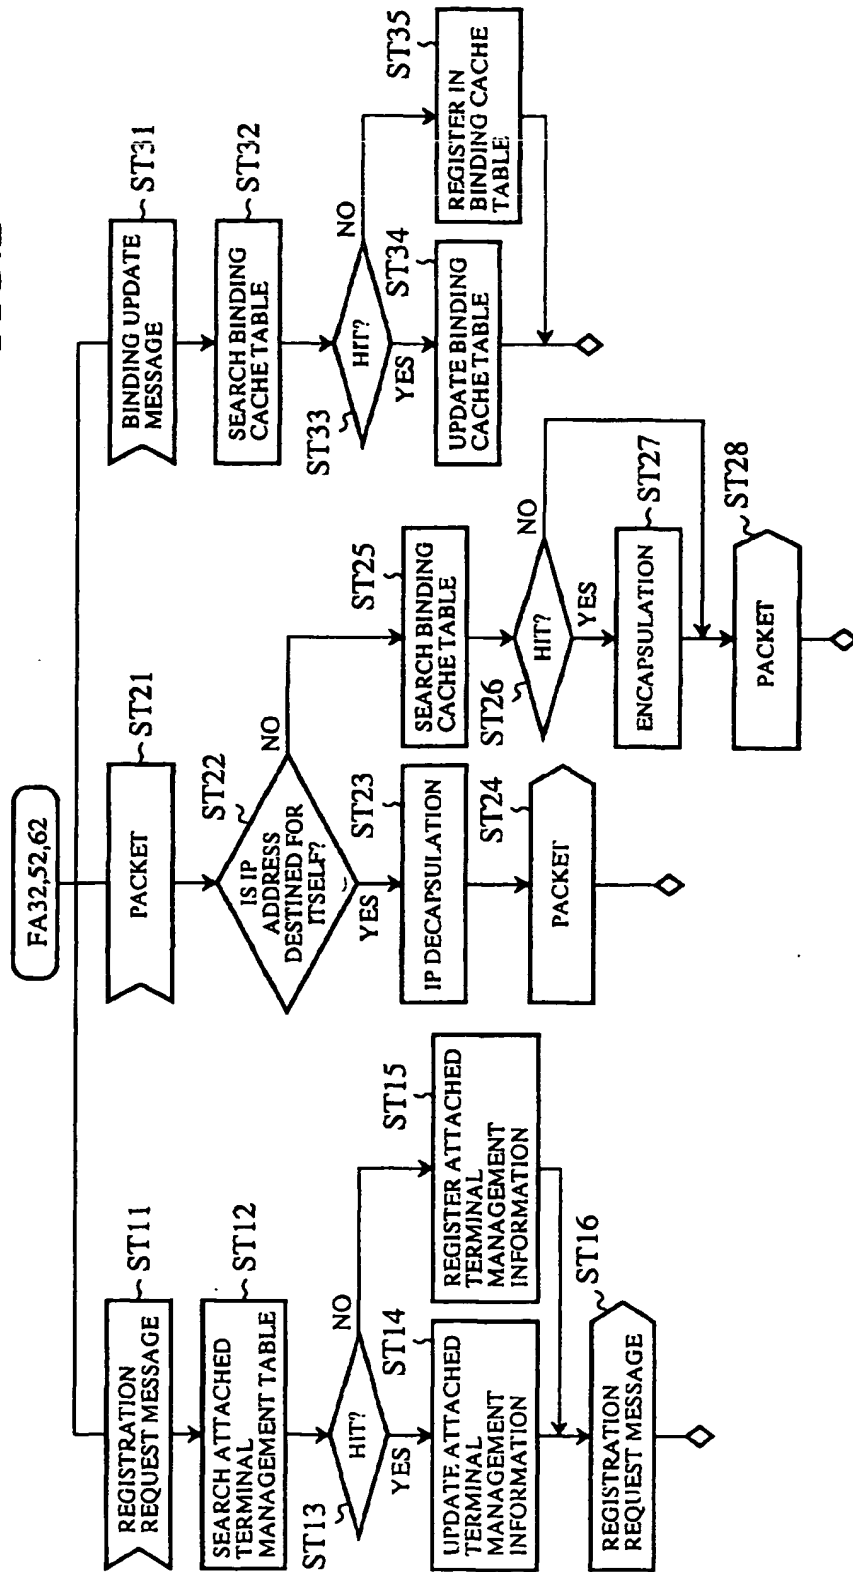 FA32,52,62
REGISTRATION
REQUEST MESSAGE
ST11
SEARCH ATTACHED
TERMINAL
MANAGEMENT TABLE
ST12
HIT?
ST13
YES
NO
UPDATE ATTACHED
TERMINAL
MANAGEMENT
INFORMATION
ST14
REGISTER ATTACHED
TERMINAL
MANAGEMENT
INFORMATION
ST15
REGISTRATION
REQUEST MESSAGE
ST16
PACKET
ST21
IS IP
ADDRESS
DESTINED FOR
ITSELF?
ST22
YES
NO
IP DECAPSULATION
ST23
PACKET
ST24
SEARCH BINDING
CACHE TABLE
ST25
HIT?
ST26
YES
NO
ENCAPSULATION
ST27
PACKET
ST28
BINDING UPDATE
MESSAGE
ST31
SEARCH BINDING
CACHE TABLE
ST32
HIT?
ST33
YES
NO
UPDATE BINDING
CACHE TABLE
ST34
REGISTER IN
BINDING CACHE
TABLE
ST35